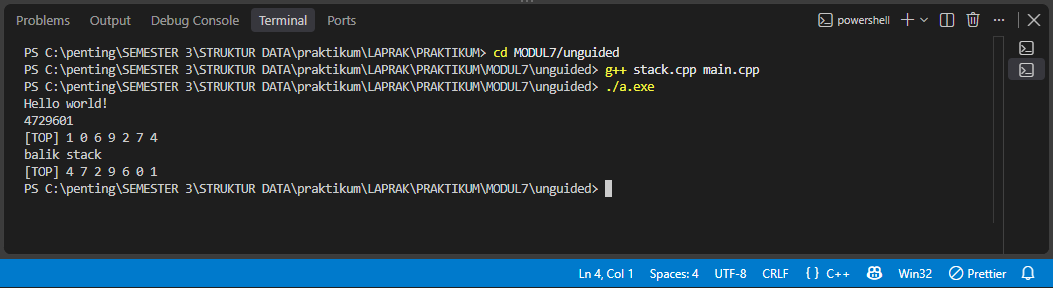 Problems Output Debug Console Terminal Ports powershell
PS C:\penting\SEMESTER 3\STRUKTUR DATA\praktikum\LAPRAK\PRAKTIKUM> cd MODUL7/unguided
PS C:\penting\SEMESTER 3\STRUKTUR DATA\praktikum\LAPRAK\PRAKTIKUM\MODUL7\unguided> g++ stack.cpp main.cpp
PS C:\penting\SEMESTER 3\STRUKTUR DATA\praktikum\LAPRAK\PRAKTIKUM\MODUL7\unguided> ./a.exe
Hello world!
4729601
[TOP] 1 0 6 9 2 7 4
balik stack
[TOP] 4 7 2 9 6 0 1
PS C:\penting\SEMESTER 3\STRUKTUR DATA\praktikum\LAPRAK\PRAKTIKUM\MODUL7\unguided>
Ln 4, Col 1 Spaces: 4 UTF-8 CRLF {} C++ Win32 Prettier